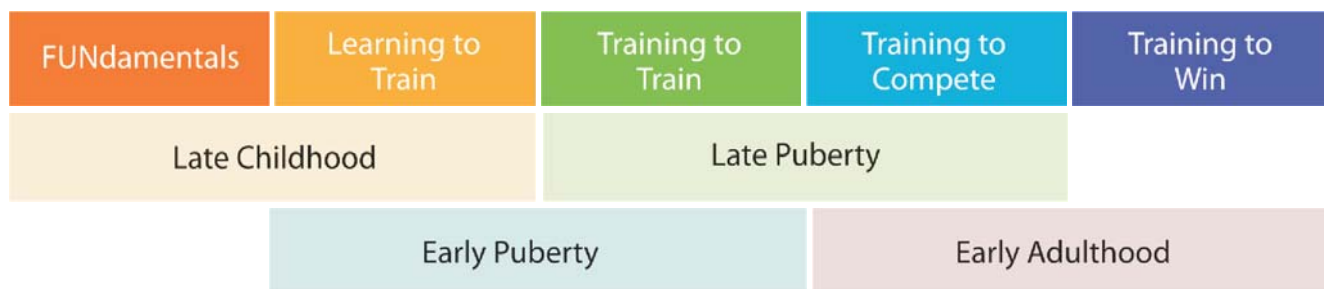 FUNdamentals
Learning to
Train
Training to
Train
Training to
Compete
Training to
Win
Late Childhood
Late Puberty
Early Puberty
Early Adulthood